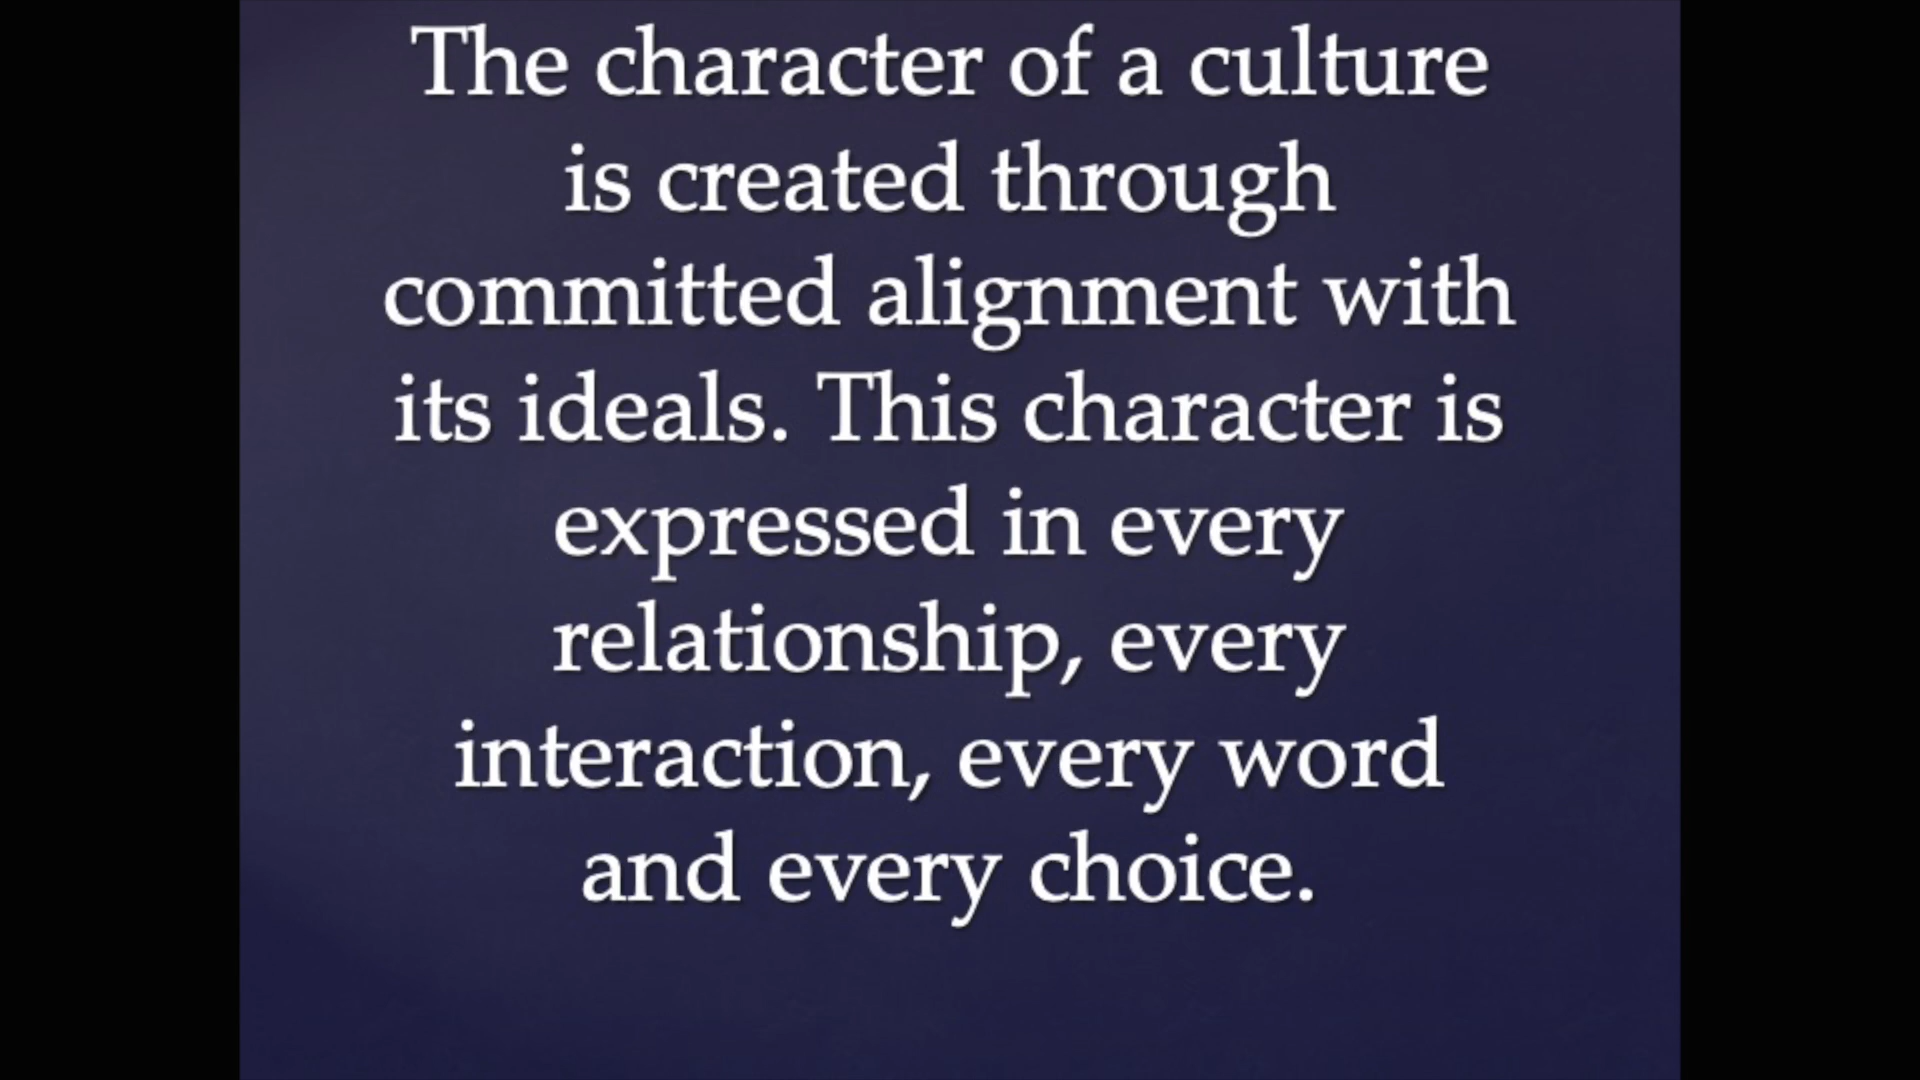 The character of a culture
is created through
committed alignment with
its ideals. This character is
expressed in every
relationship, every
interaction, every word
and every choice.